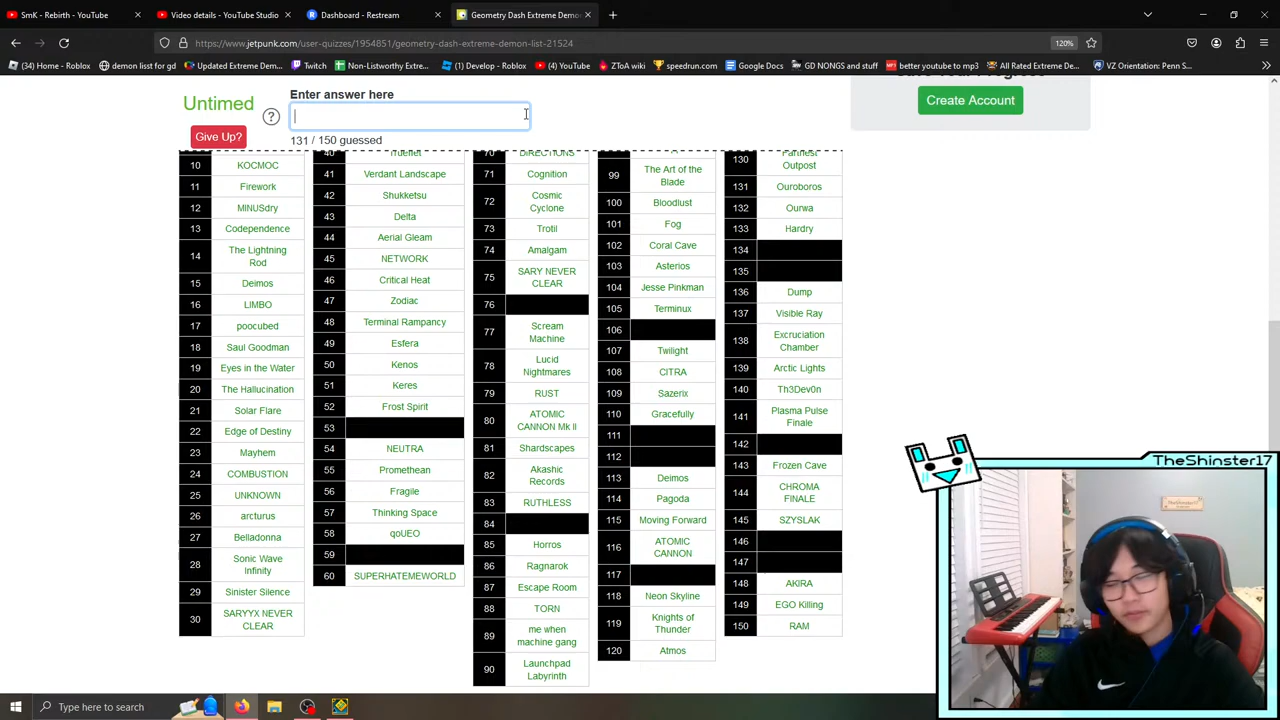 SmK - Rebirth - YouTube
Video details - YouTube Studio
Dashboard - Restream
Geometry Dash Extreme Demo
https://www.jetpunk.com/user-quizzes/1954851/geometry-dash-extreme-demon-list-21524
120%
(34) Home - Roblox
demon lisst for gd
Updated Extreme Dem...
Twitch
Non-Listworthy Extre...
(1) Develop - Roblox
(4) YouTube
ZToA wiki
speedrun.com
Google Docs
GD NONGS and stuff
better youtube to mp3
All Rated Extreme De...
VZ Orientation: Penn S...
Create Account
Untimed
?
Enter answer here
Give Up?
131 / 150 guessed
10 KOCMOC
11 Firework
12 MINUSdry
13 Codependence
14 The Lightning
Rod
15 Deimos
16 LIMBO
17 poocubed
18 Saul Goodman
19 Eyes in the Water
20 The Hallucination
21 Solar Flare
22 Edge of Destiny
23 Mayhem
24 COMBUSTION
25 UNKNOWN
26 arcturus
27 Belladonna
28 Sonic Wave
Infinity
29 Sinister Silence
30 SARYYX NEVER
CLEAR
40 Trueffet
41 Verdant Landscape
42 Shukketsu
43 Delta
44 Aerial Gleam
45 NETWORK
46 Critical Heat
47 Zodiac
48 Terminal Rampancy
49 Esfera
50 Kenos
51 Keres
52 Frost Spirit
53
54 NEUTRA
55 Promethean
56 Fragile
57 Thinking Space
58 qoUEO
59
60 SUPERHATEMEWORLD
70 DIRECTIONS
71 Cognition
72 Cosmic
Cyclone
73 Trotil
74 Amalgam
75 SARY NEVER
CLEAR
76
77 Scream
Machine
78 Lucid
Nightmares
79 RUST
80 ATOMIC
CANNON Mk II
81 Shardscapes
82 Akashic
Records
83 RUTHLESS
84
85 Horros
86 Ragnarok
87 Escape Room
88 TORN
89 me when
machine gang
90 Launchpad
Labyrinth
99 The Art of the
Blade
100 Bloodlust
101 Fog
102 Coral Cave
103 Asterios
104 Jesse Pinkman
105 Terminux
106
107 Twilight
108 CITRA
109 Sazerix
110 Gracefully
111
112
113 Deimos
114 Pagoda
115 Moving Forward
116 ATOMIC
CANNON
117
118 Neon Skyline
119 Knights of
Thunder
120 Atmos
130 Farthest
Outpost
131 Ouroboros
132 Ourwa
133 Hardry
134
135
136 Dump
137 Visible Ray
138 Excruciation
Chamber
139 Arctic Lights
140 Th3Dev0n
141 Plasma Pulse
Finale
142
143 Frozen Cave
144 CHROMA
FINALE
145 SZYSLAK
146
147
148 AKIRA
149 EGO Killing
150 RAM
TheShinster17
Type here to search